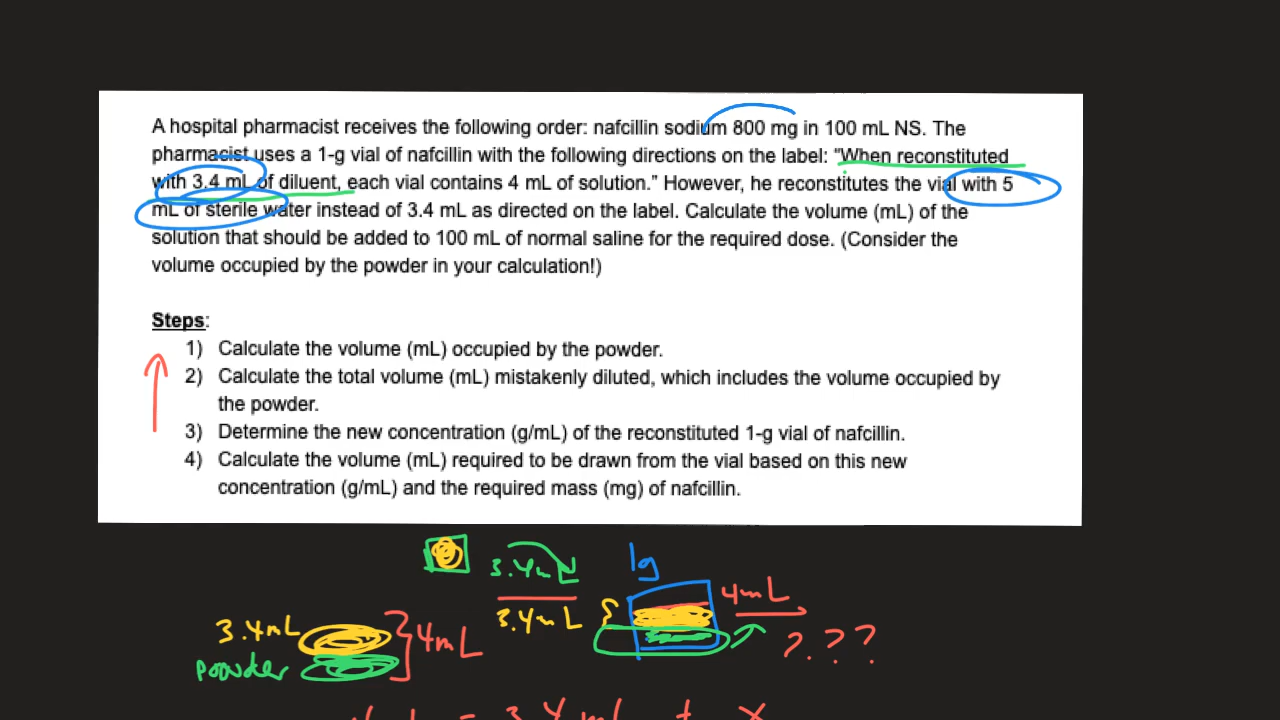 A hospital pharmacist receives the following order: nafcillin sodium 800 mg in 100 mL NS. The
pharmacist uses a 1-g vial of nafcillin with the following directions on the label: "When reconstituted
with 3.4 mL of diluent, each vial contains 4 mL of solution." However, he reconstitutes the vial with 5
mL of sterile water instead of 3.4 mL as directed on the label. Calculate the volume (mL) of the
solution that should be added to 100 mL of normal saline for the required dose. (Consider the
volume occupied by the powder in your calculation!)
Steps:
1) Calculate the volume (mL) occupied by the powder.
2) Calculate the total volume (mL) mistakenly diluted, which includes the volume occupied by
the powder.
3) Determine the new concentration (g/mL) of the reconstituted 1-g vial of nafcillin.
4) Calculate the volume (mL) required to be drawn from the vial based on this new
concentration (g/mL) and the required mass (mg) of nafcillin.
3.4mL
1g
3.4mL
4mL
3.4mL
powder
4mL
???
= 3.4mL + X